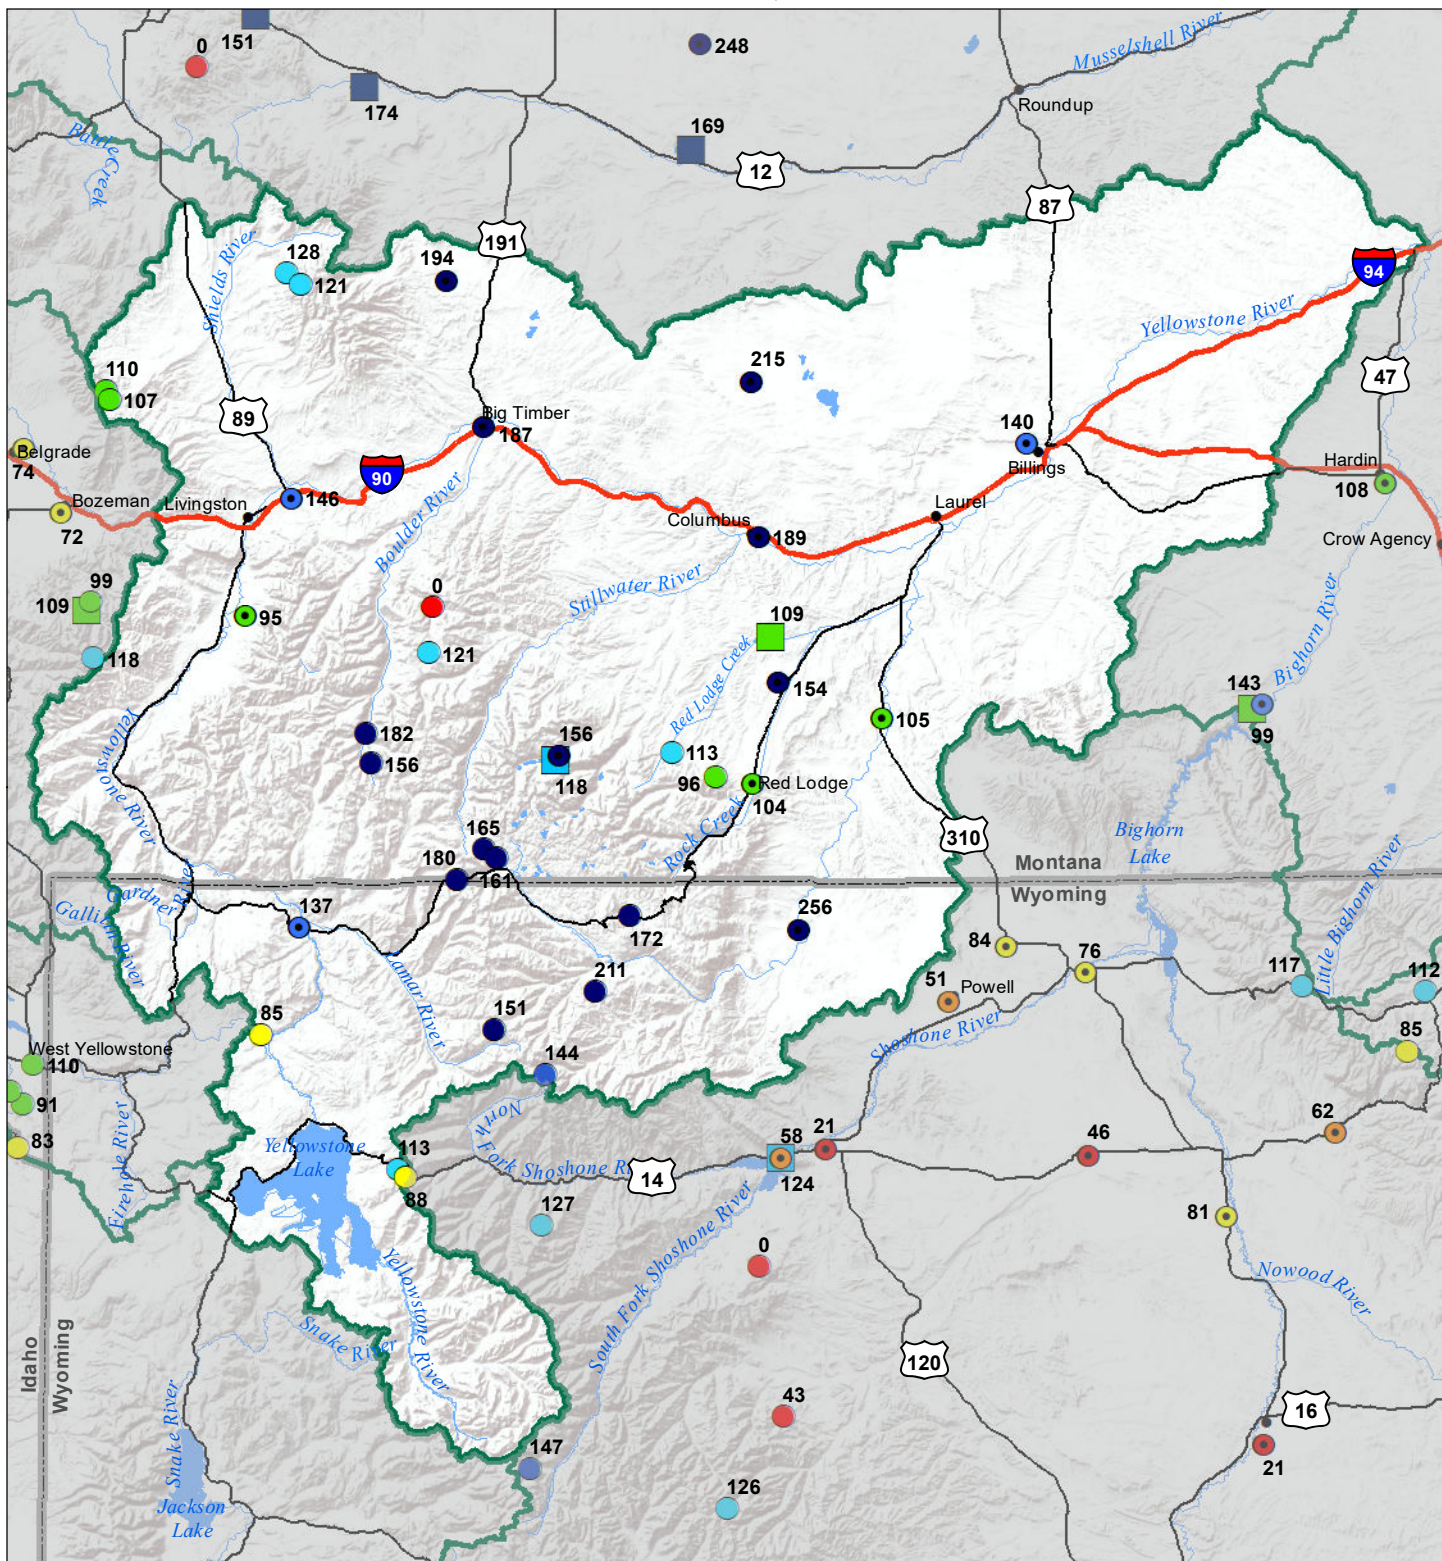 151
0
248
Musselshell River
174
Roundup
169
12
Battle Creek
87
191
128
194
Shields River
121
94
Yellowstone River
110
107
215
47
89
Big Timber
187
140
Belgrade
74
Billings
Hardin
90
108
Bozeman
Livingston
146
Laurel
72
Columbus
189
Crow Agency
Boulder River
Stillwater River
99
109
0
95
109
Bighorn River
118
121
Red Lodge Creek
154
143
105
99
Yellowstone River
182
156
156
118
113
96
Red Lodge
104
Rock Creek
310
Bighorn
Lake
165
180
161
Montana
Wyoming
Little Bighorn River
Gardner River
Gallatin River
137
172
256
84
76
117
112
Lamar River
211
51
Powell
85
151
Shoshone River
85
West Yellowstone
110
144
91
83
Firehole River
North Fork Shoshone R
Yellowstone
Lake
113
88
58
21
46
62
14
124
127
81
South Fork Shoshone River
0
Yellowstone River
Nowood River
Snake River
120
Idaho
Wyoming
43
16
Snake River
147
21
126
Jackson
Lake